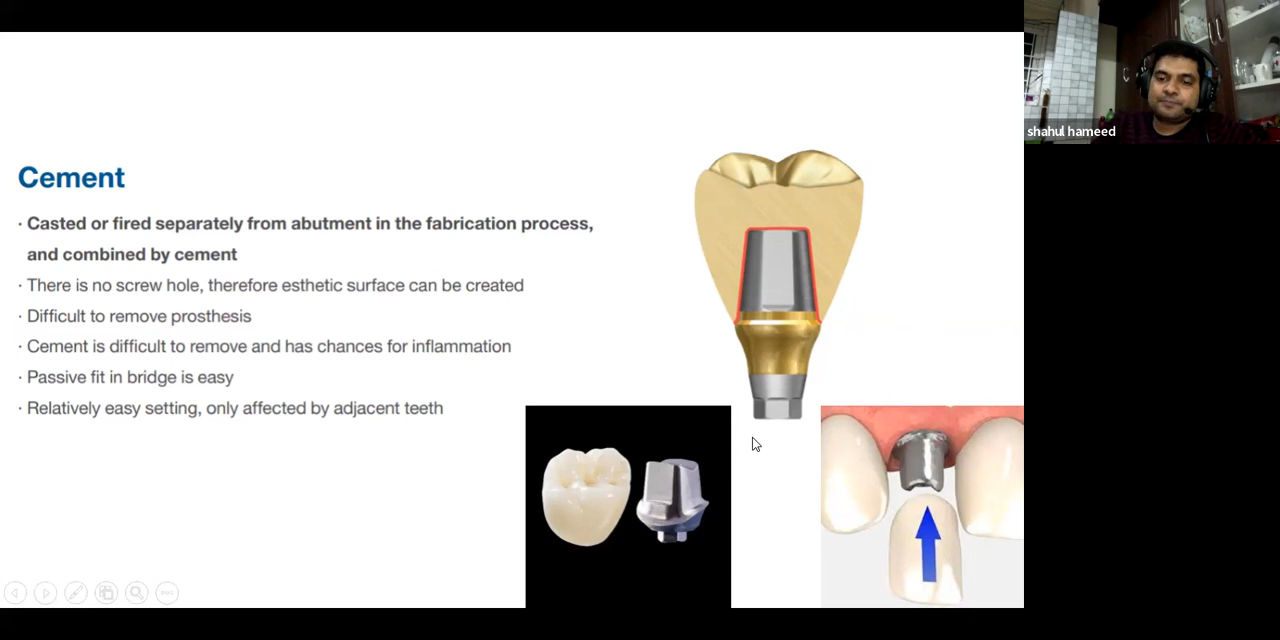 shahul hameed
Cement
· Casted or fired separately from abutment in the fabrication process,
and combined by cement
· There is no screw hole, therefore esthetic surface can be created
· Difficult to remove prosthesis
· Cement is difficult to remove and has chances for inflammation
· Passive fit in bridge is easy
· Relatively easy setting, only affected by adjacent teeth